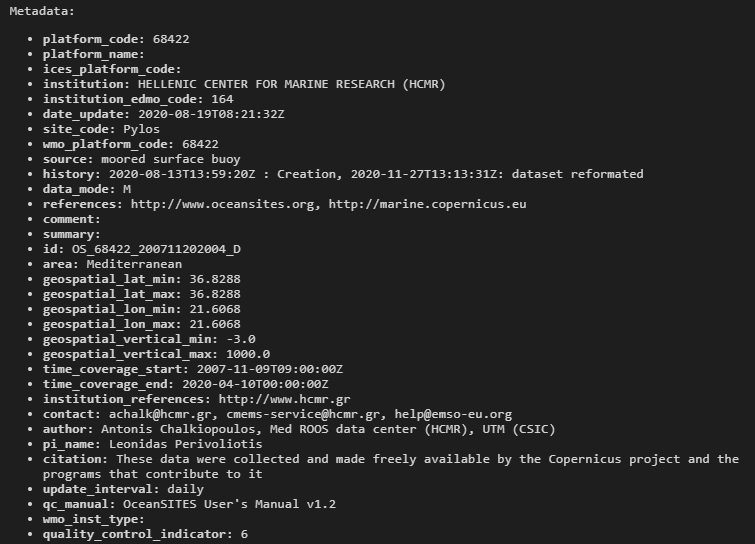 Metadata:
• platform_code: 68422
• platform_name:
• ices_platform_code:
• institution: HELLENIC CENTER FOR MARINE RESEARCH (HCMR)
• institution_edmo_code: 164
• date_update: 2020-08-19T08:21:32Z
• site_code: Pylos
• wmo_platform_code: 68422
• source: moored surface buoy
• history: 2020-08-13T13:59:20Z : Creation, 2020-11-27T13:13:31Z: dataset reformated
• data_mode: M
• references: http://www.oceansites.org, http://marine.copernicus.eu
• comment:
• summary:
• id: OS_68422_200711202004_D
• area: Mediterranean
• geospatial_lat_min: 36.8288
• geospatial_lat_max: 36.8288
• geospatial_lon_min: 21.6068
• geospatial_lon_max: 21.6068
• geospatial_vertical_min: -3.0
• geospatial_vertical_max: 1000.0
• time_coverage_start: 2007-11-09T09:00:00Z
• time_coverage_end: 2020-04-10T00:00:00Z
• institution_references: http://www.hcmr.gr
• contact: achalk@hcmr.gr, cmems-service@hcmr.gr, help@emso-eu.org
• author: Antonis Chalkiopoulos, Med ROOS data center (HCMR), UTM (CSIC)
• pi_name: Leonidas Perivoliotis
• citation: These data were collected and made freely available by the Copernicus project and the
programs that contribute to it
• update_interval: daily
• qc_manual: OceanSITES User's Manual v1.2
• wmo_inst_type:
• quality_control_indicator: 6